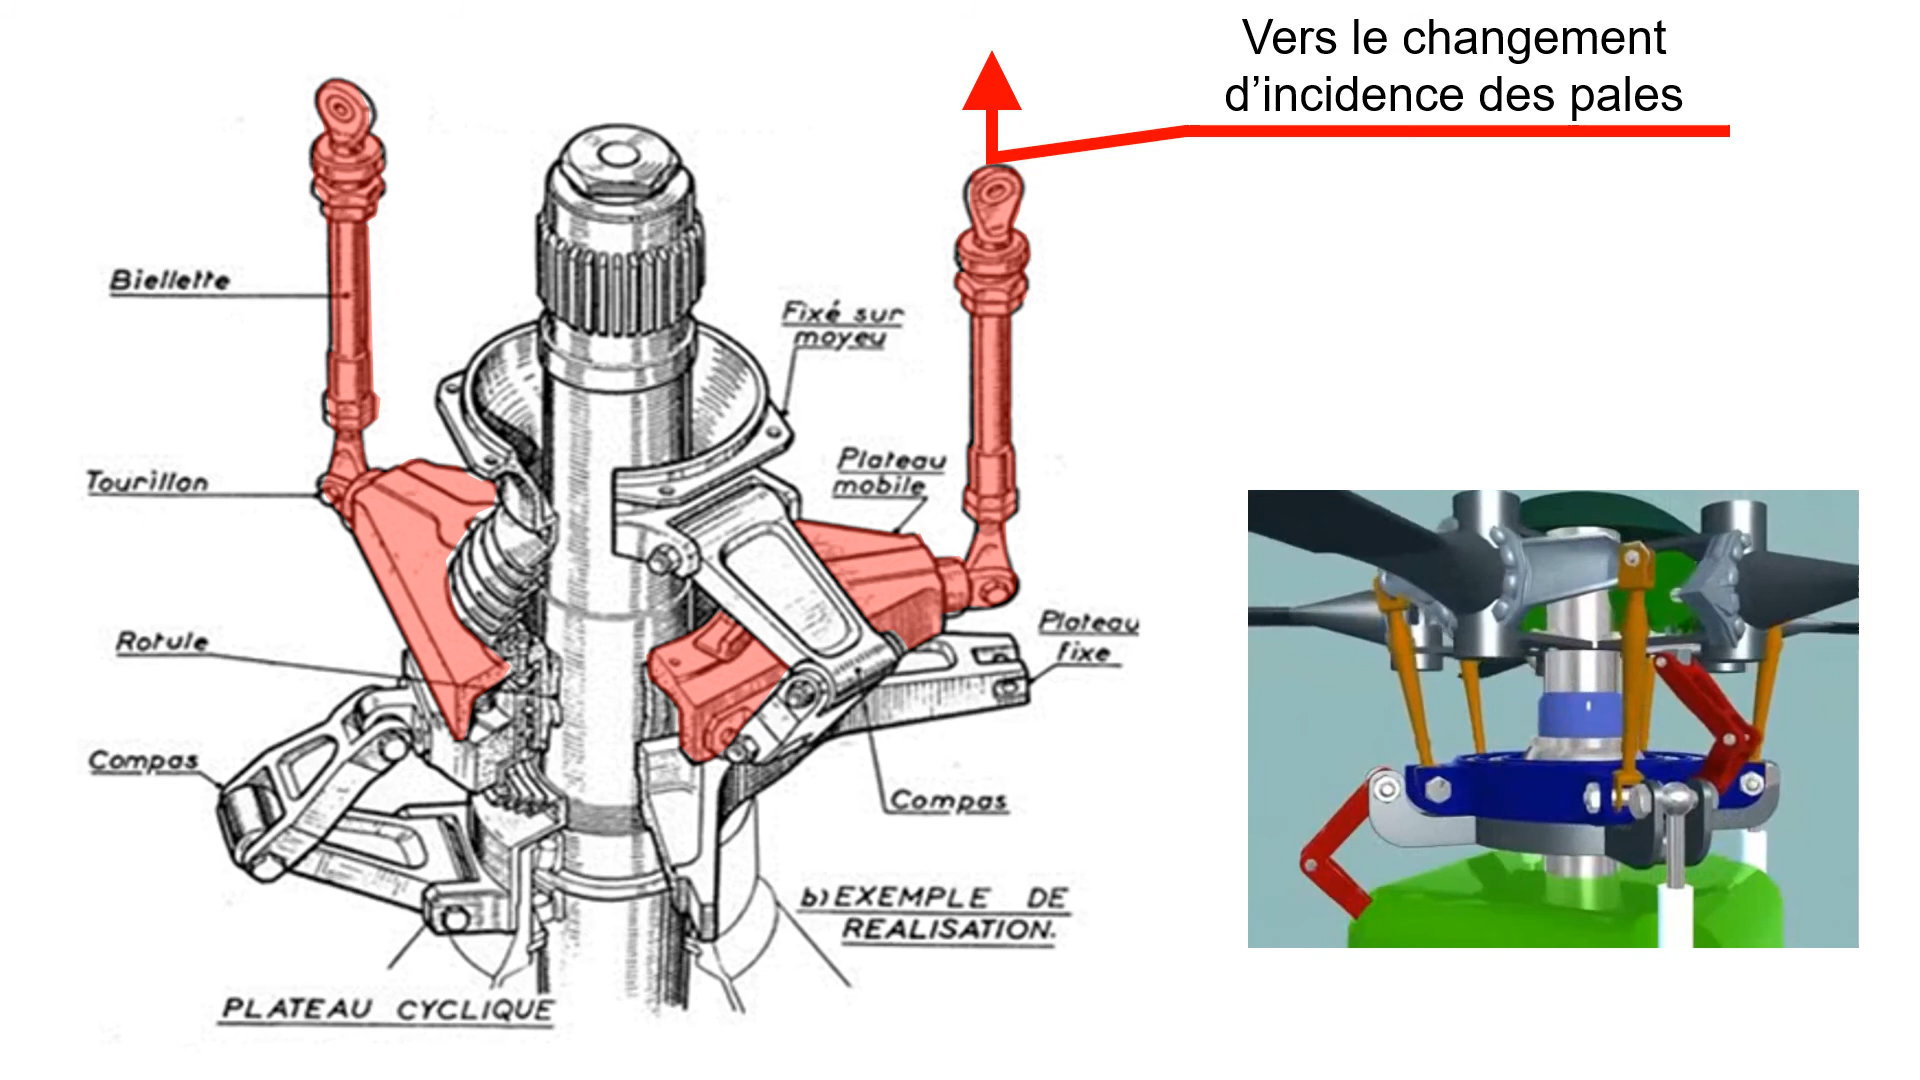 Vers le changement
d’incidence des pales
Biellette
Fixé sur
moyeu
Plateau
mobile
Tourillon
Plateau
fixe
Rotule
Compas
Compas
b) EXEMPLE DE
REALISATION.
PLATEAU CYCLIQUE